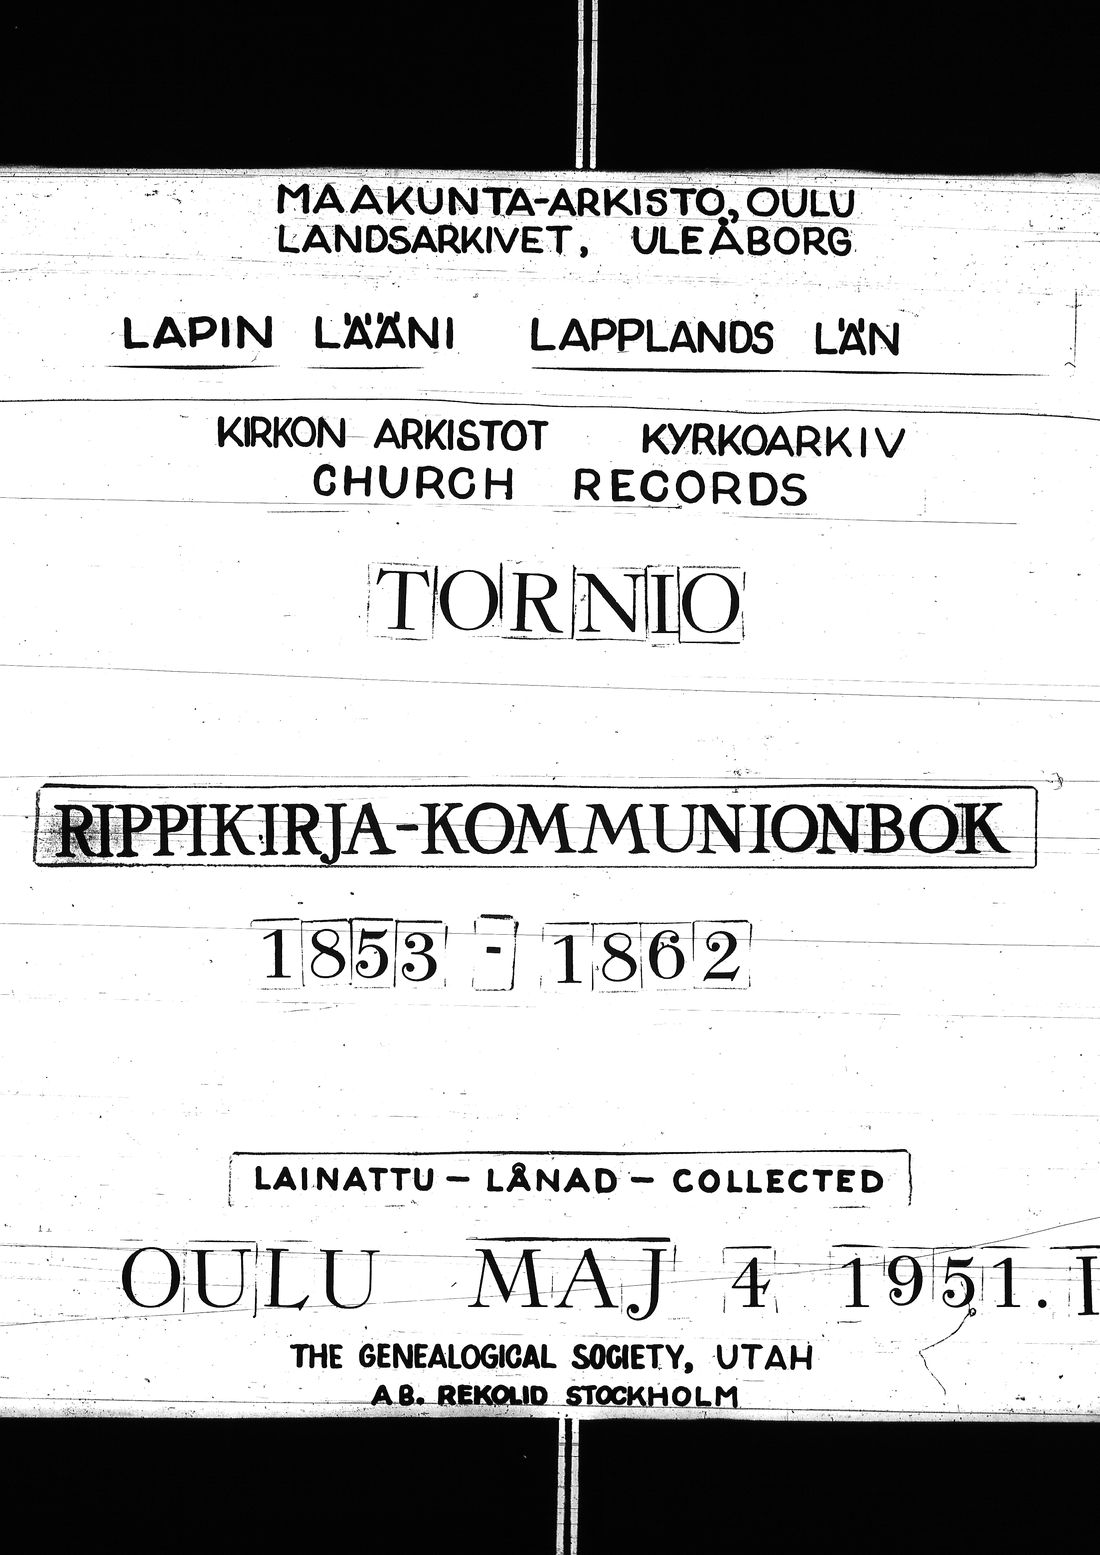 MAAKUNTA-ARKISTO, OULU
LANDSARKIVET, ULEÅBORG
LAPIN LÄÄNI LAPPLANDS LÄN
KIRKON ARKISTOT KYRKOARKIV
CHURCH RECORDS
TORNIO
RIPPIKIRJA-KOMMUNIONBOK
1853 - 1862
LAINATTU - LÅNAD - COLLECTED
OULU MAJ 4 1951. I
THE GENEALOGICAL SOCIETY, UTAH
A.B. REKOLID STOCKHOLM